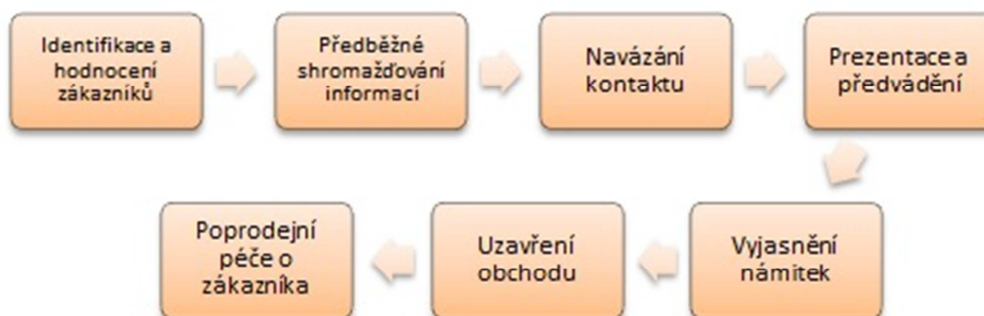 Identifikace a
hodnocení
zákazníků
Předběžné
shromažďování
informací
Navázání
kontaktu
Prezentace a
předvádění
Vyjasnění
námitek
Uzavření
obchodu
Poprodejní
péče o
zákazníka